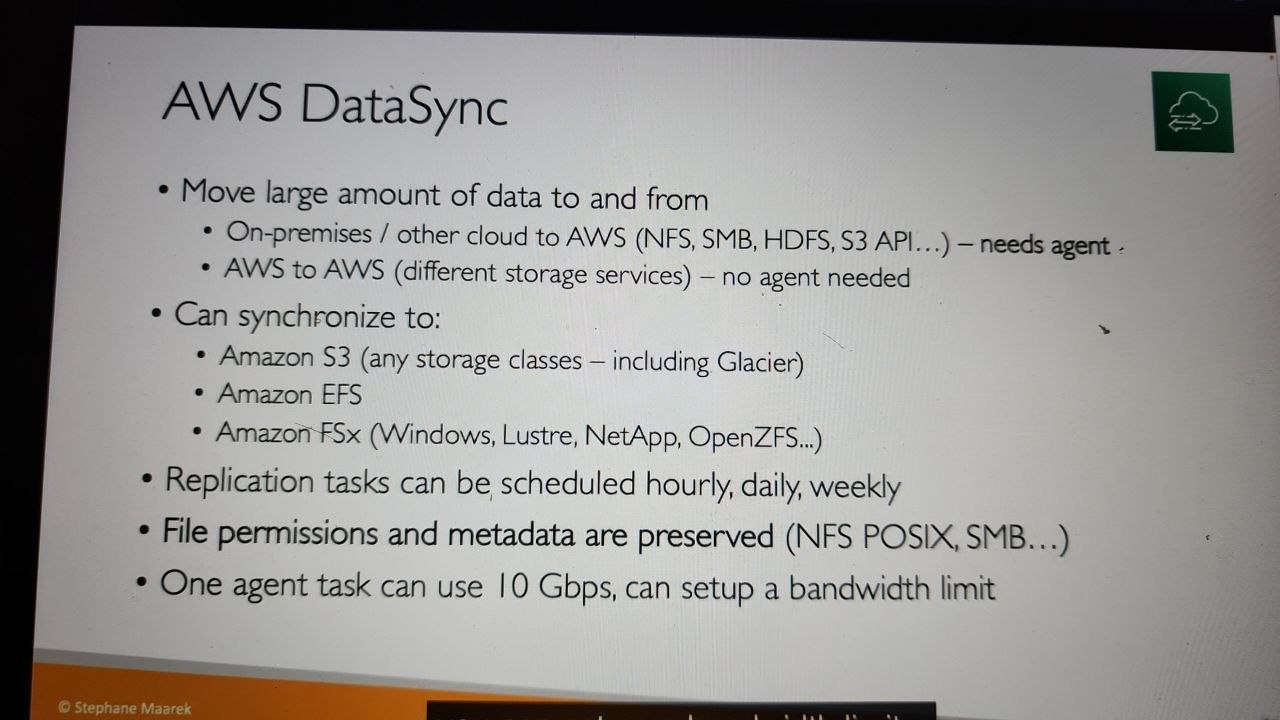 AWS DataSync
• Move large amount of data to and from
• On-premises / other cloud to AWS (NFS, SMB, HDFS, S3 API…) – needs agent
• AWS to AWS (different storage services) – no agent needed
• Can synchronize to:
• Amazon S3 (any storage classes – including Glacier)
• Amazon EFS
• Amazon FSx (Windows, Lustre, NetApp, OpenZFS...)
• Replication tasks can be scheduled hourly, daily, weekly
• File permissions and metadata are preserved (NFS POSIX, SMB…)
• One agent task can use 10 Gbps, can setup a bandwidth limit
© Stephane Maarek